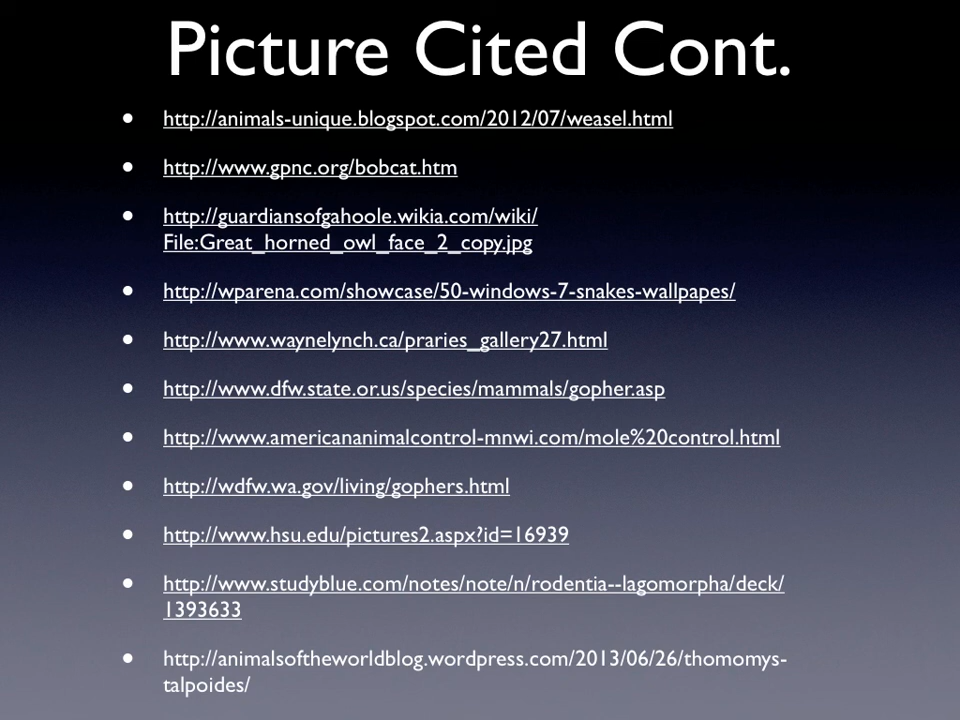 Picture Cited Cont.
• http://animals-unique.blogspot.com/2012/07/weasel.html
• http://www.gpnc.org/bobcat.htm
• http://guardiansofgahoole.wikia.com/wiki/
File:Great_horned_owl_face_2_copy.jpg
• http://wparena.com/showcase/50-windows-7-snakes-wallpapes/
• http://www.waynelynch.ca/praries_gallery27.html
• http://www.dfw.state.or.us/species/mammals/gopher.asp
• http://www.americananimalcontrol-mnwi.com/mole%20control.html
• http://wdfw.wa.gov/living/gophers.html
• http://www.hsu.edu/pictures2.aspx?id=16939
• http://www.studyblue.com/notes/note/n/rodentia--lagomorpha/deck/
1393633
• http://animalsoftheworldblog.wordpress.com/2013/06/26/thomomys-
talpoides/